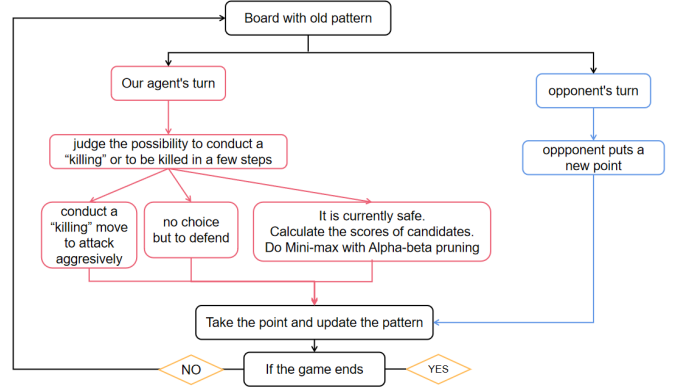 Board with old pattern
Our agent's turn
opponent's turn
judge the possibility to conduct a
“killing” or to be killed in a few steps
oppponent puts a
new point
conduct a
“killing” move
to attack
aggresively
no choice
but to defend
It is currently safe.
Calculate the scores of candidates.
Do Mini-max with Alpha-beta pruning
Take the point and update the pattern
NO
If the game ends
YES